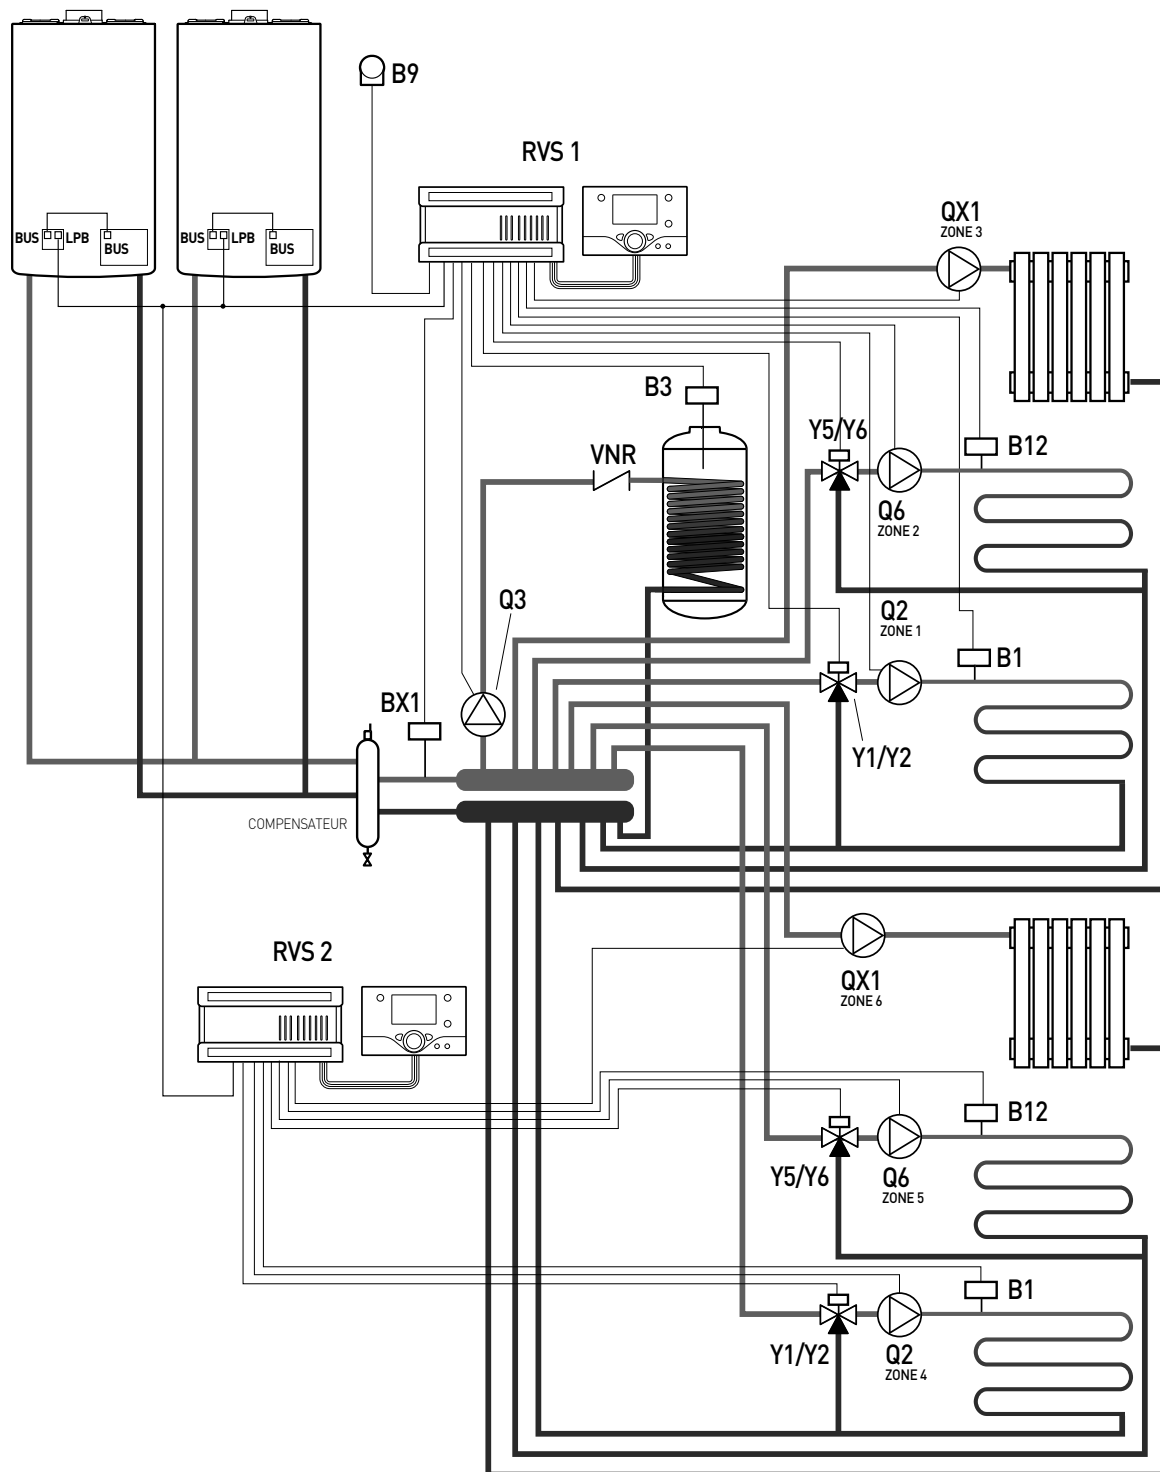 B9
RVS 1
QX1
ZONE 3
BUS LPB
BUS
BUS LPB
BUS
B3
Y5/Y6
B12
VNR
Q6
ZONE 2
Q3
Q2
ZONE 1
B1
BX1
Y1/Y2
COMPENSATEUR
RVS 2
QX1
ZONE 6
B12
Y5/Y6
Q6
ZONE 5
B1
Y1/Y2
Q2
ZONE 4